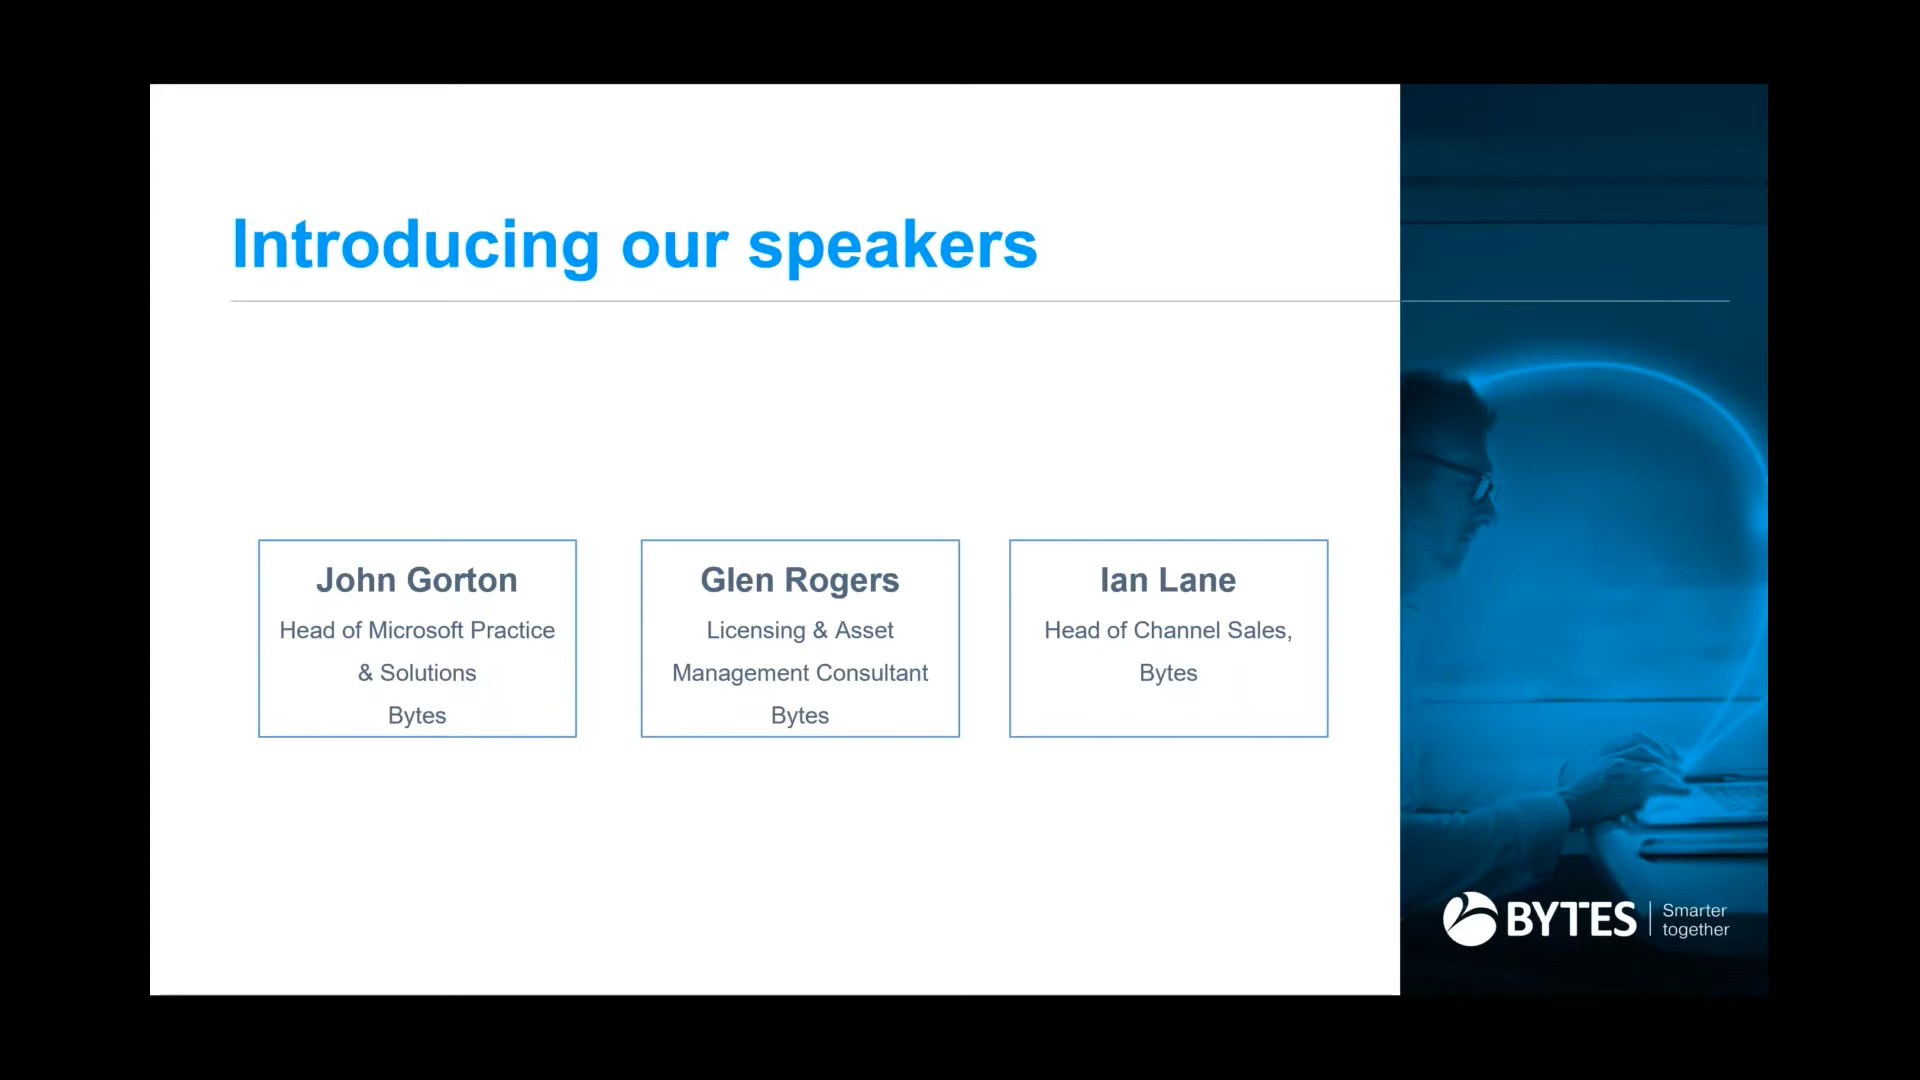 Introducing our speakers
John Gorton
Head of Microsoft Practice
& Solutions
Bytes
Glen Rogers
Licensing & Asset
Management Consultant
Bytes
Ian Lane
Head of Channel Sales,
Bytes
BYTES
Smarter
together